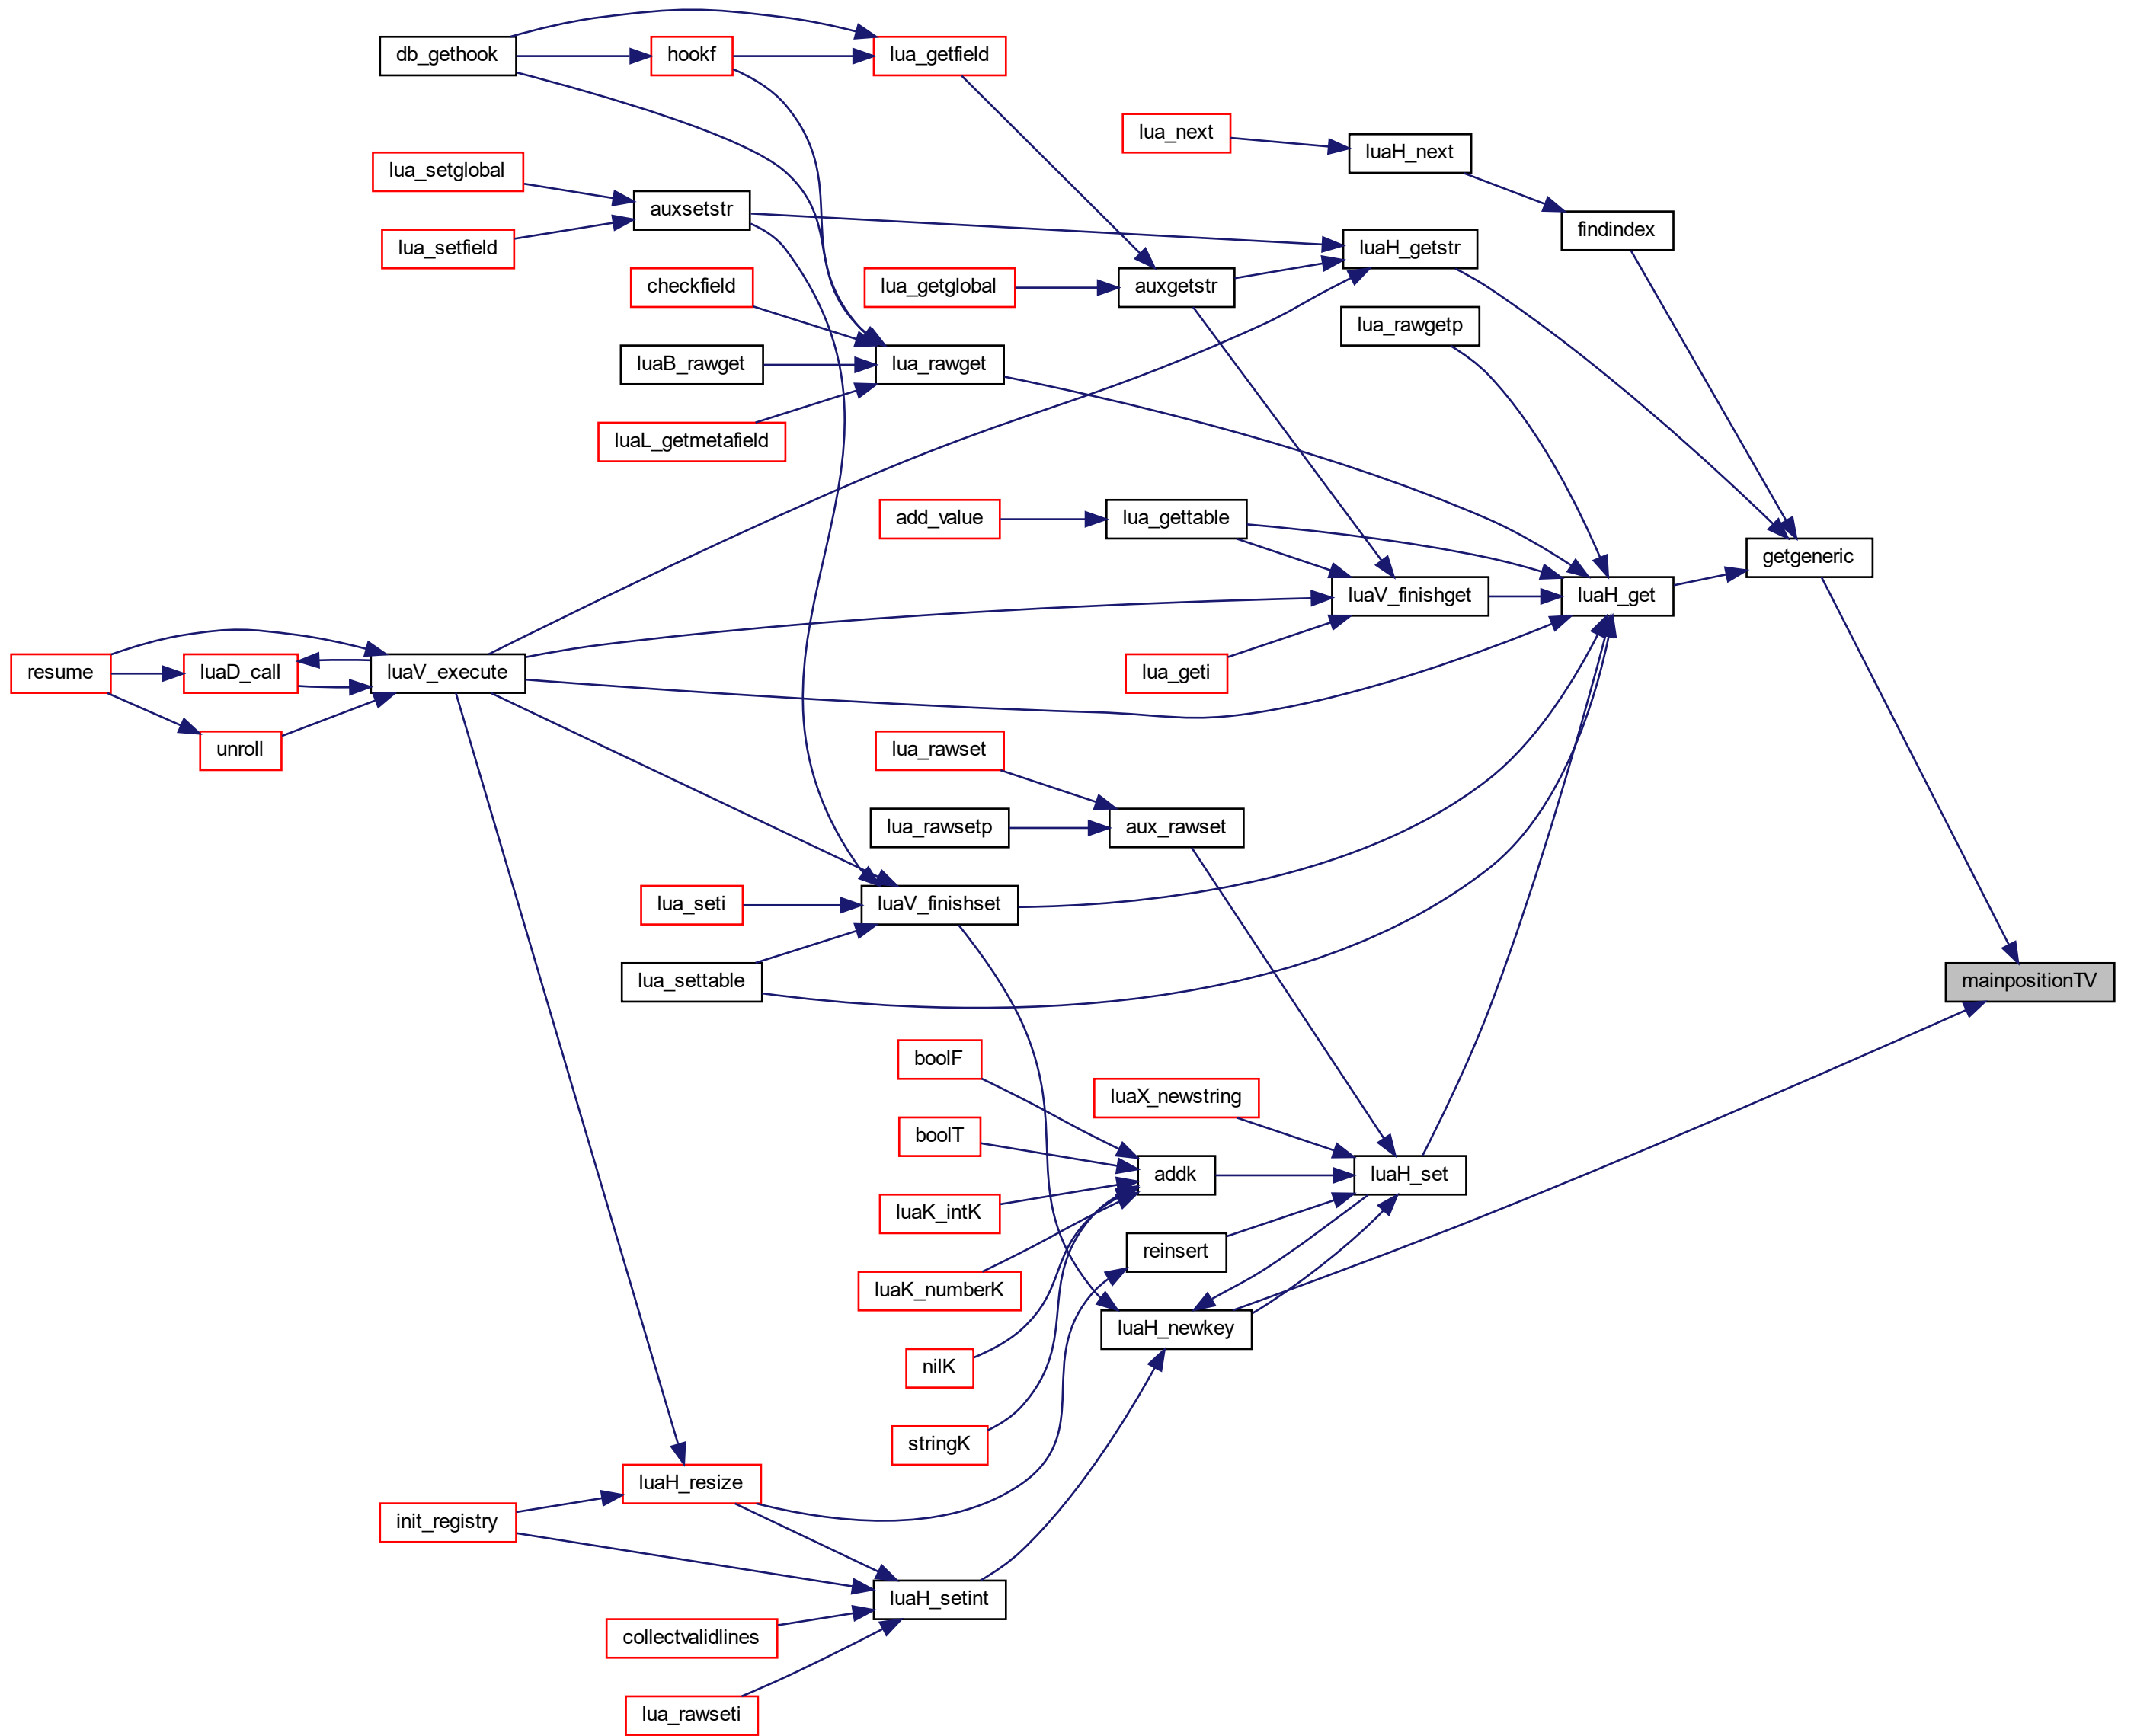 db_gethook
hookf
lua_getfield
lua_next
luaH_next
lua_setglobal
auxsetstr
findindex
lua_setfield
luaH_getstr
checkfield
lua_getglobal
auxgetstr
lua_rawgetp
luaB_rawget
lua_rawget
luaL_getmetafield
add_value
lua_gettable
getgeneric
luaV_finishget
luaH_get
resume
luaD_call
luaV_execute
lua_geti
unroll
lua_rawset
lua_rawsetp
aux_rawset
lua_seti
luaV_finishset
lua_settable
mainpositionTV
boolF
luaX_newstring
boolT
addk
luaH_set
luaK_intK
reinsert
luaK_numberK
luaH_newkey
nilK
stringK
luaH_resize
init_registry
luaH_setint
collectvalidlines
lua_rawseti